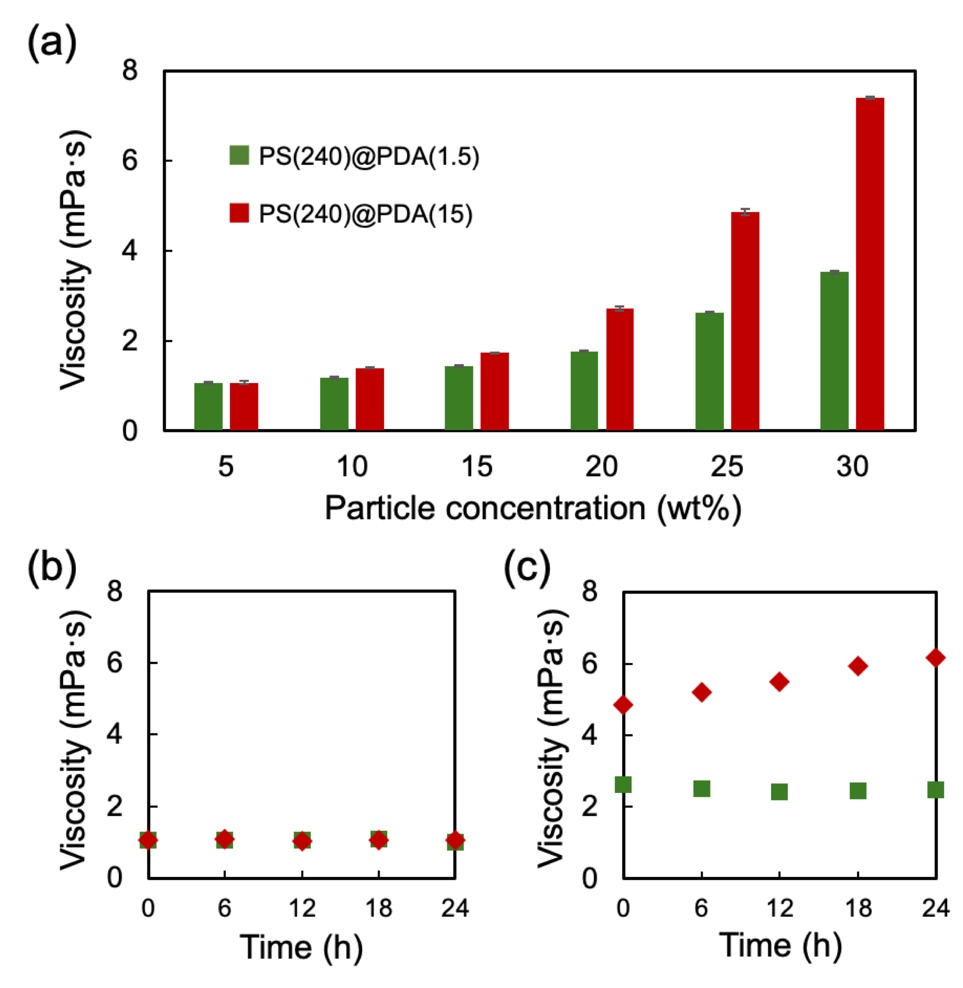 (a)
Viscosity (mPa·s)
8
6
4
2
0
PS(240)@PDA(1.5)
PS(240)@PDA(15)
5 10 15 20 25 30
Particle concentration (wt%)
(b)
Viscosity (mPa·s)
8
6
4
2
0
0 6 12 18 24
Time (h)
(c)
Viscosity (mPa·s)
8
6
4
2
0
0 6 12 18 24
Time (h)